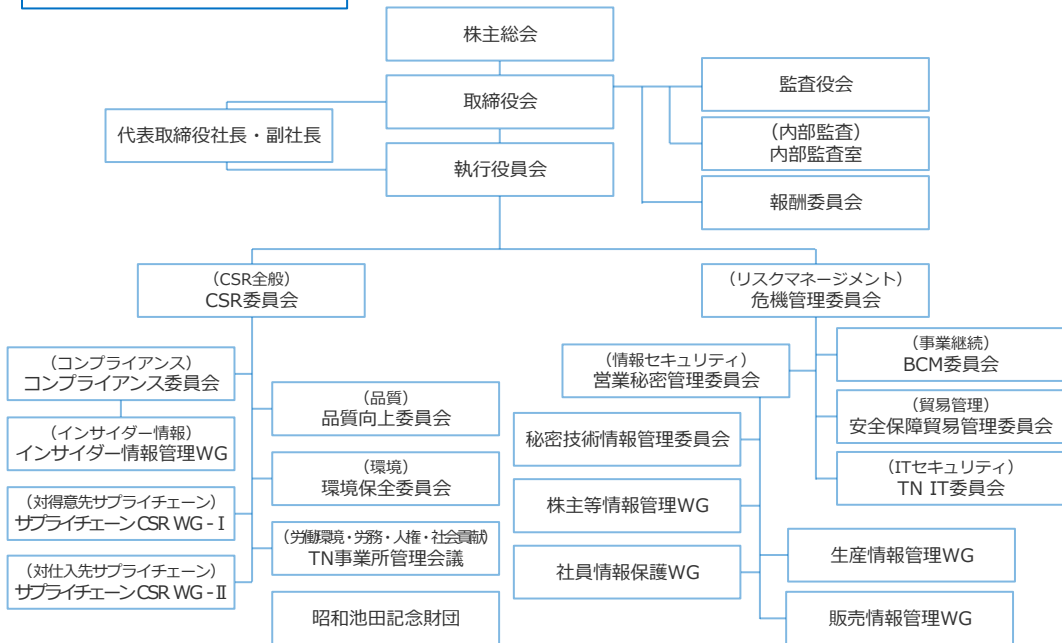 株主総会
取締役会
監査役会
代表取締役社長・副社長
(内部監査)
内部監査室
執行役員会
報酬委員会
(CSR全般)
CSR委員会
(リスクマネージメント)
危機管理委員会
(コンプライアンス)
コンプライアンス委員会
(インサイダー情報)
インサイダー情報管理WG
(対得意先サプライチェーン)
サプライチェーンCSR WG - I
(対仕入先サプライチェーン)
サプライチェーンCSR WG - II
(品質)
品質向上委員会
(環境)
環境保全委員会
(労働環境・労務・人権・社会貢献)
TN事業所管理会議
昭和池田記念財団
(情報セキュリティ)
営業秘密管理委員会
秘密技術情報管理委員会
株主等情報管理WG
社員情報保護WG
(事業継続)
BCM委員会
(貿易管理)
安全保障貿易管理委員会
(ITセキュリティ)
TN IT委員会
生産情報管理WG
販売情報管理WG